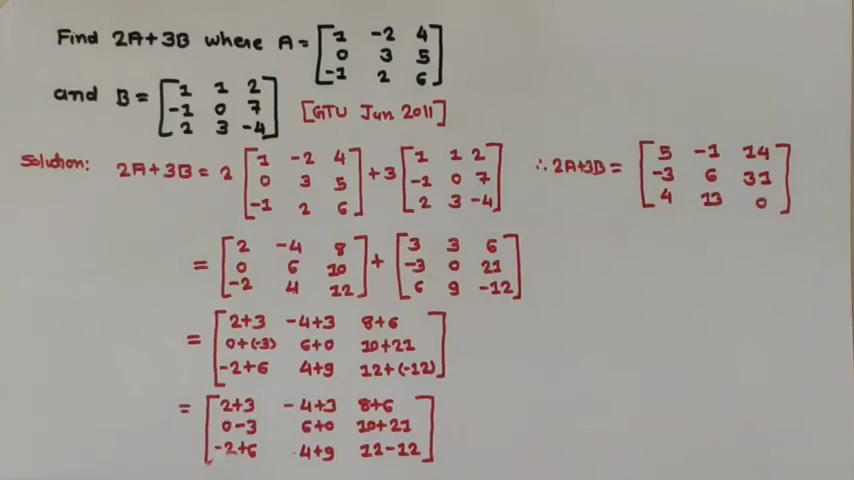 Find 2A+3B where A = [1 -2 4
0 3 5
-1 2 6]
and B = [1 1 2
-1 0 7
2 3 -4]
[GTU Jun 2011]
Solution: 2A+3B = 2 [1 -2 4
0 3 5
-1 2 6] +3 [1 1 2
-1 0 7
2 3 -4]
= [2 -4 8
0 6 10
-2 4 12] + [3 3 6
-3 0 21
6 9 -12]
= [2+3 -4+3 8+6
0+(-3) 6+0 10+21
-2+6 4+9 12+(-12)]
= [2+3 -4+3 8+6
0-3 6+0 10+21
-2+6 4+9 12-12]
∴ 2A+3B = [5 -1 14
-3 6 31
4 13 0]